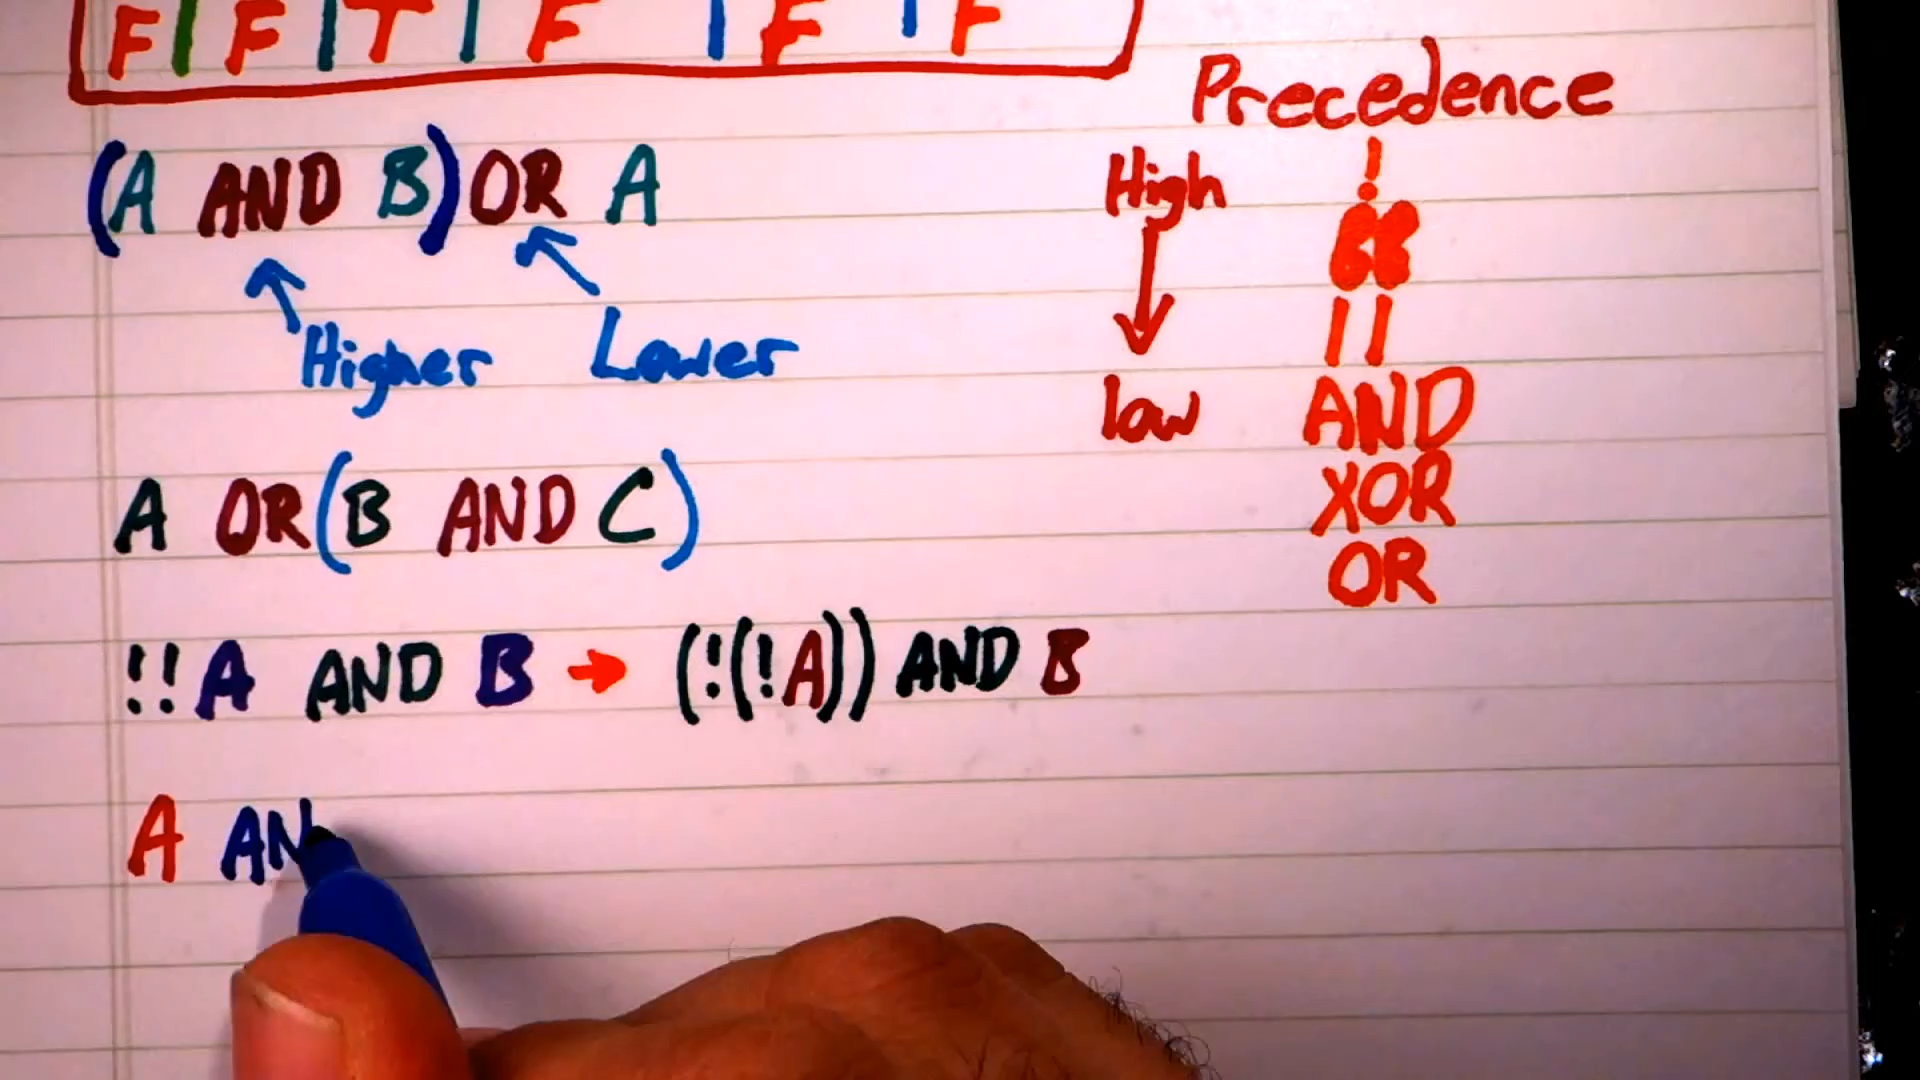 F | F | T | F | F | F
Precedence
(A AND B) OR A
High
!
&&
Higher
Lower
||
low
AND
XOR
A OR (B AND C)
OR
!!A AND B → (!(!A)) AND B
A AN